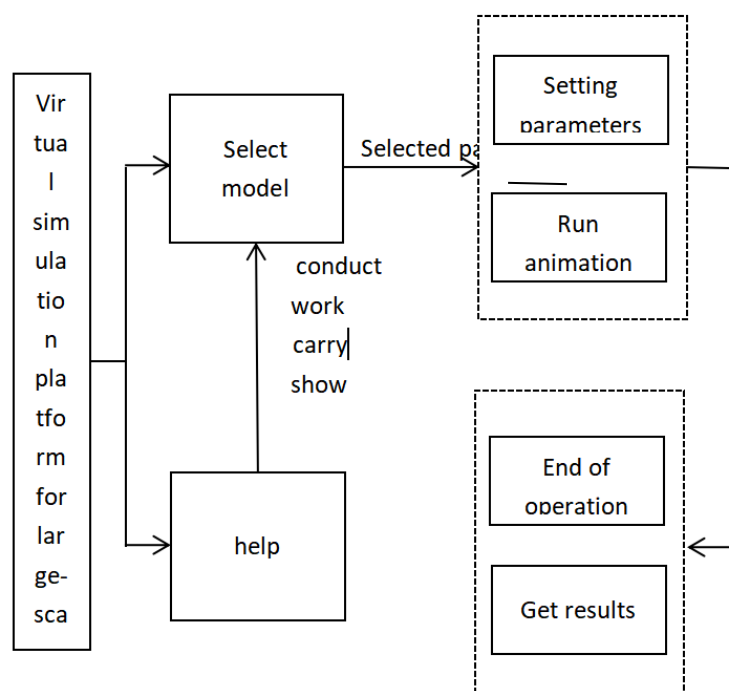 Vir
tua
l
sim
ula
tio
n
pla
tfo
rm
for
lar
ge-
sca
Select
model
Selected pa
Setting
parameters
Run
animation
conduct
work
carry
show
help
End of
operation
Get results